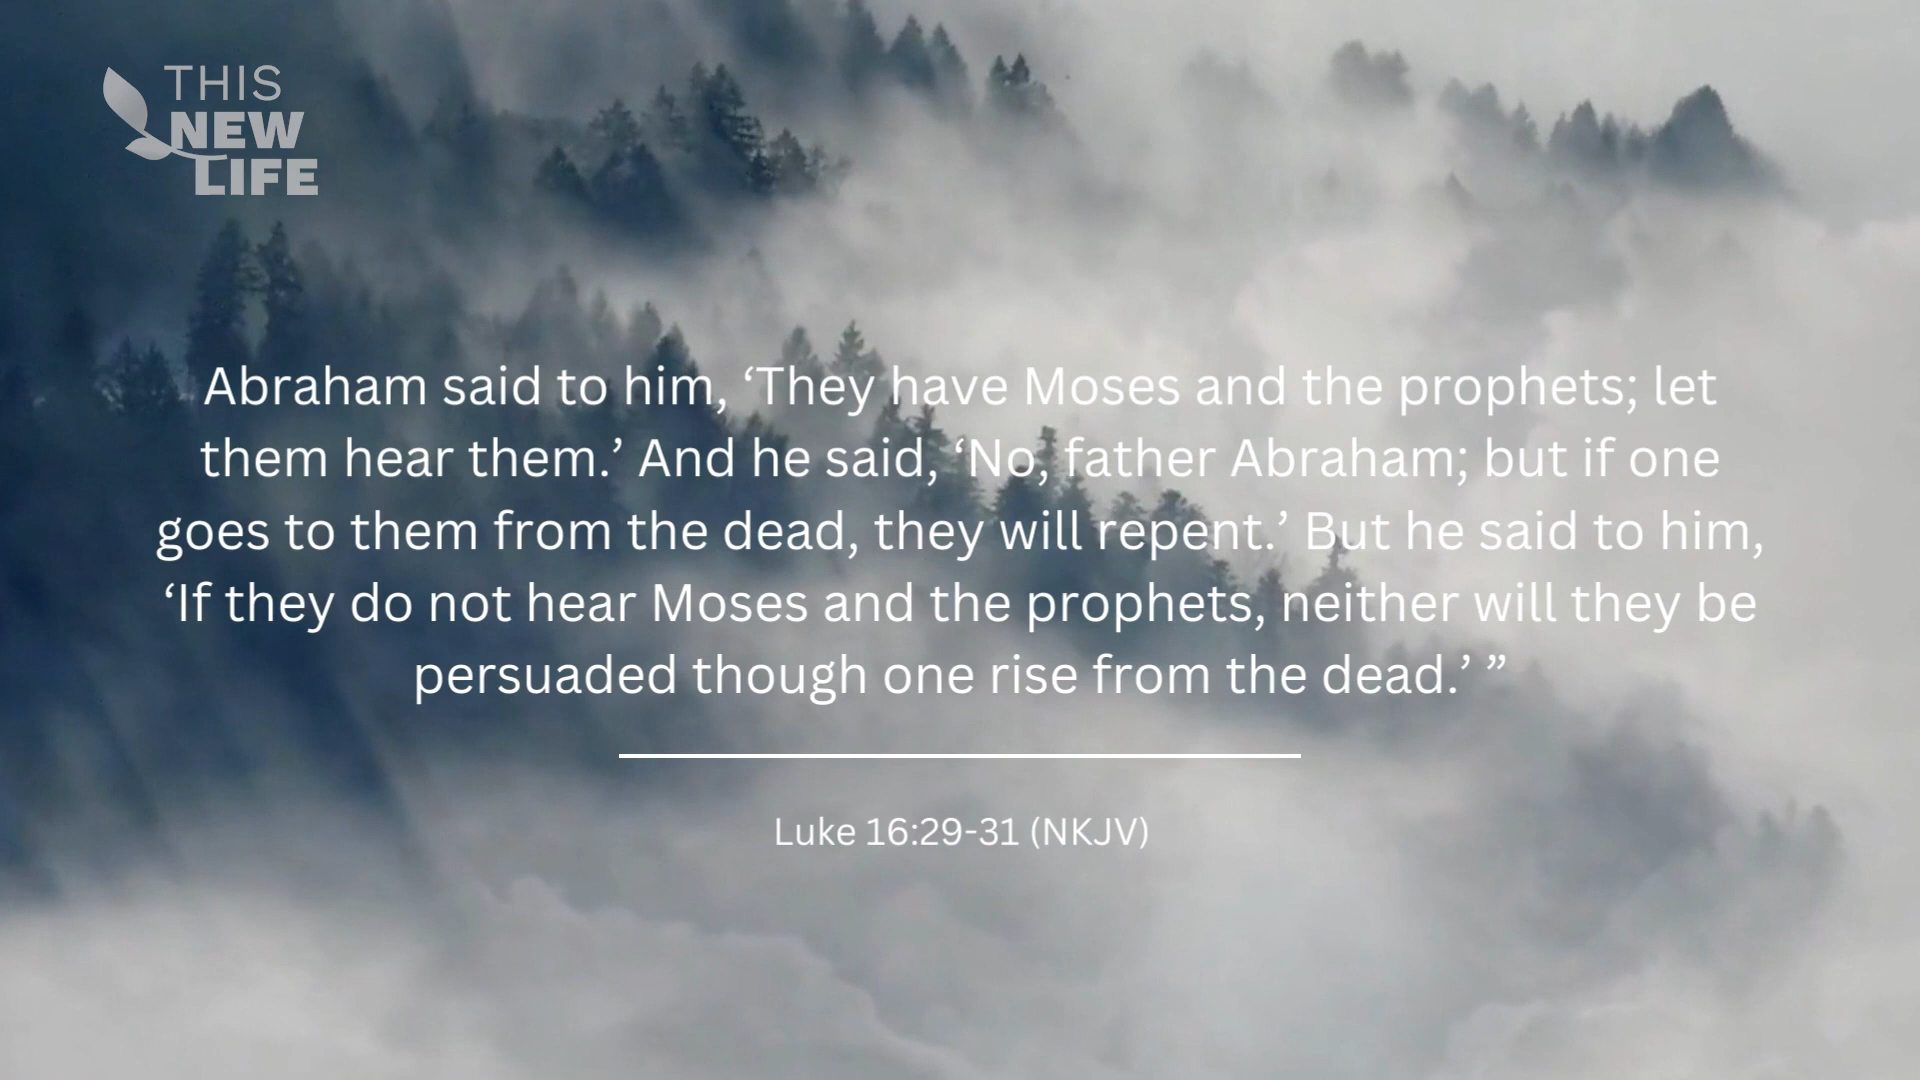 THIS
NEW
LIFE
Abraham said to him, ‘They have Moses and the prophets; let
them hear them.’ And he said, ‘No, father Abraham; but if one
goes to them from the dead, they will repent.’ But he said to him,
‘If they do not hear Moses and the prophets, neither will they be
persuaded though one rise from the dead.’ ”
Luke 16:29-31 (NKJV)